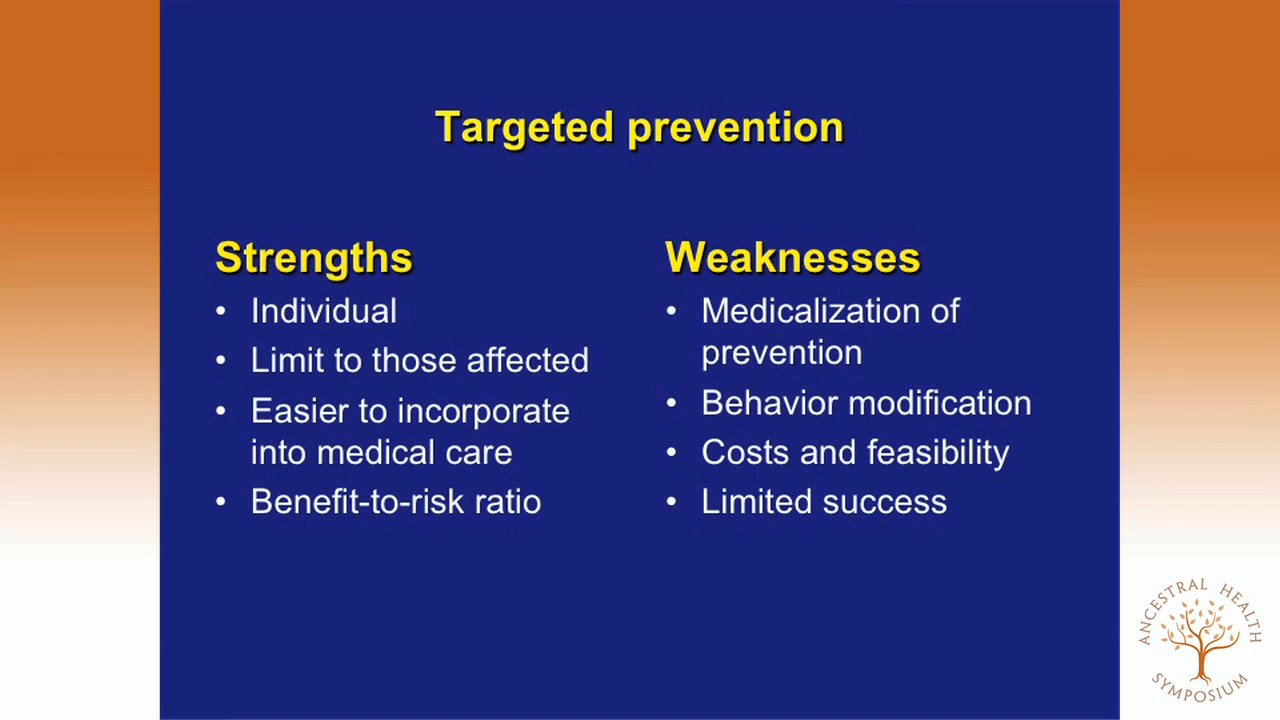 Targeted prevention
Strengths
• Individual
• Limit to those affected
• Easier to incorporate
into medical care
• Benefit-to-risk ratio
Weaknesses
• Medicalization of
prevention
• Behavior modification
• Costs and feasibility
• Limited success
ANCESTRAL HEALTH
SYMPOSIUM